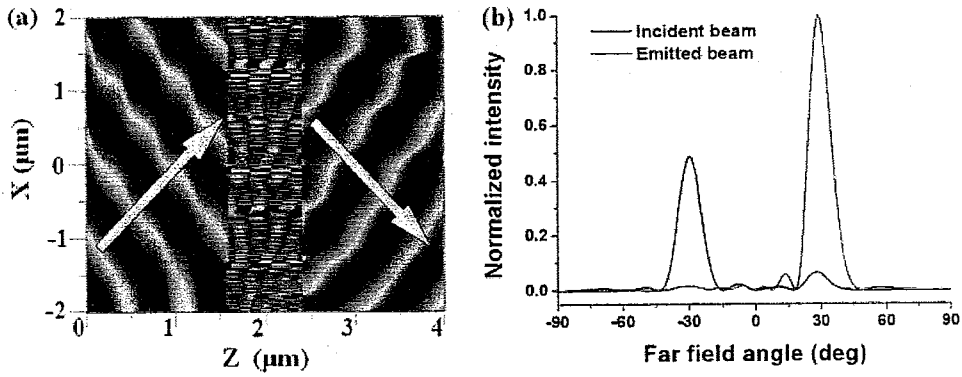 (a)
2
1
0
-1
-2
X (μm)
0
1
2
3
4
Z (μm)
(b)
Incident beam
Emitted beam
1.0
0.8
0.6
0.4
0.2
0.0
Normalized intensity
-90
-60
-30
0
30
60
90
Far field angle (deg)